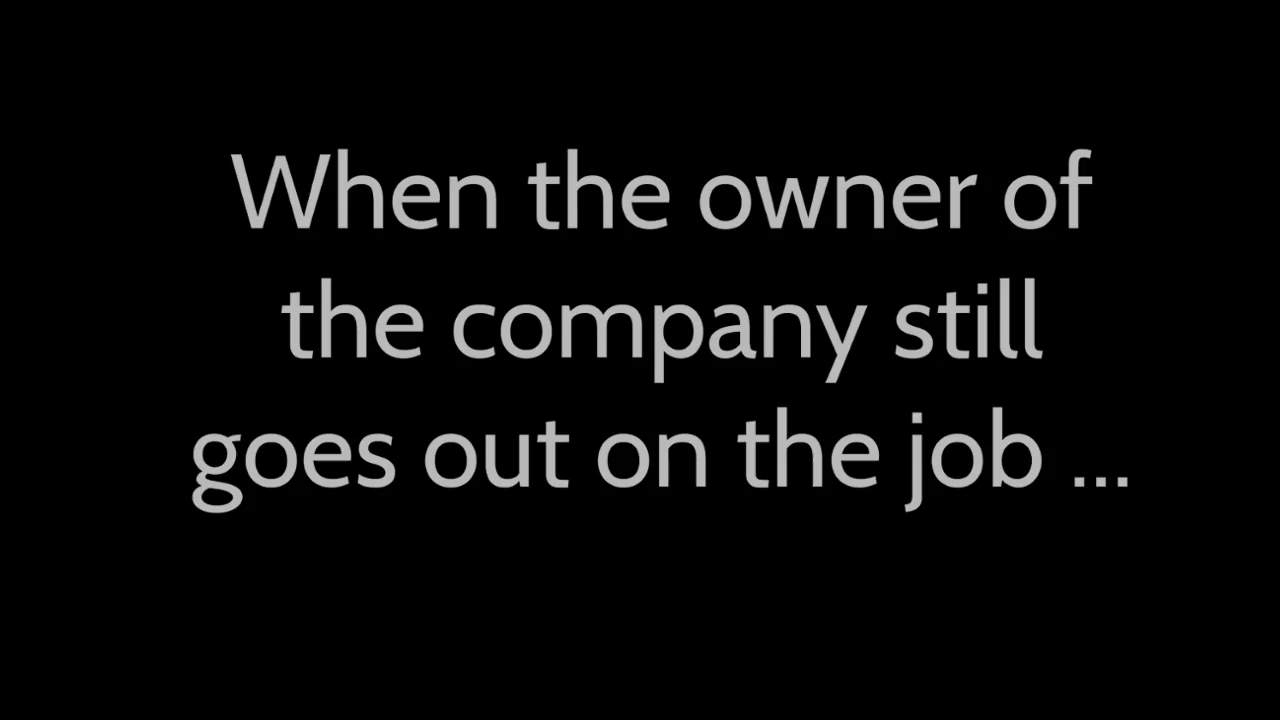 When the owner of
the company still
goes out on the job ...